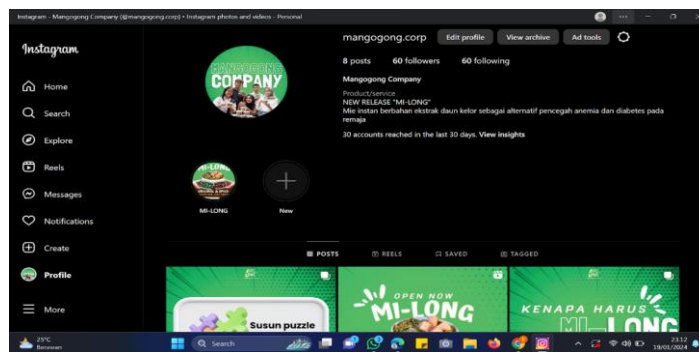 Instagram - Mangogong Company (@mangogong.corp) • Instagram photos and videos - Personal
Instagram
Home
Search
Explore
Reels
Messages
Notifications
Create
Profile
More
MANGOGONG
COMPANY
mangogong.corp Edit profile View archive Ad tools
8 posts 60 followers 60 following
Mangogong Company
Product/service
NEW RELEASE "MI-LONG"
Mie instan berbahan ekstrak daun kelor sebagai alternatif pencegah anemia dan diabetes pada
remaja
30 accounts reached in the last 30 days. View insights
MI-LONG
MI-LONG New
POSTS REELS SAVED TAGGED
Susun puzzle
OPEN NOW
MI-LONG
KENAPA HARUS
MI-LONG
25°C
Berawan
Search
23.12
19/01/2024